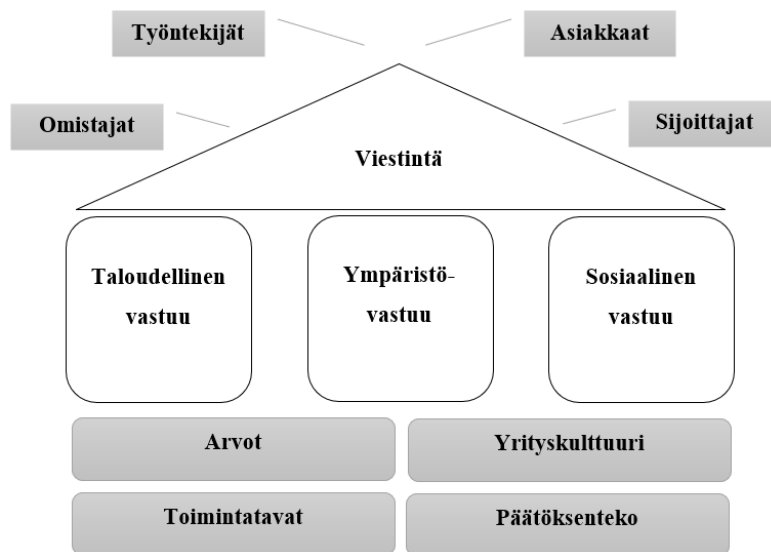 Työntekijät
Asiakkaat
Omistajat
Sijoittajat
Viestintä
Taloudellinen
vastuu
Ympäristö-
vastuu
Sosiaalinen
vastuu
Arvot
Yrityskulttuuri
Toimintatavat
Päätöksenteko